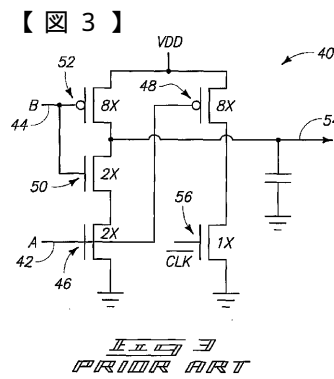 【図3】
VDD
40
52
48
B
8X
8X
44
54
50
2X
56
A
2X
1X
42
46
CLK
FIG 3
PRIOR ART